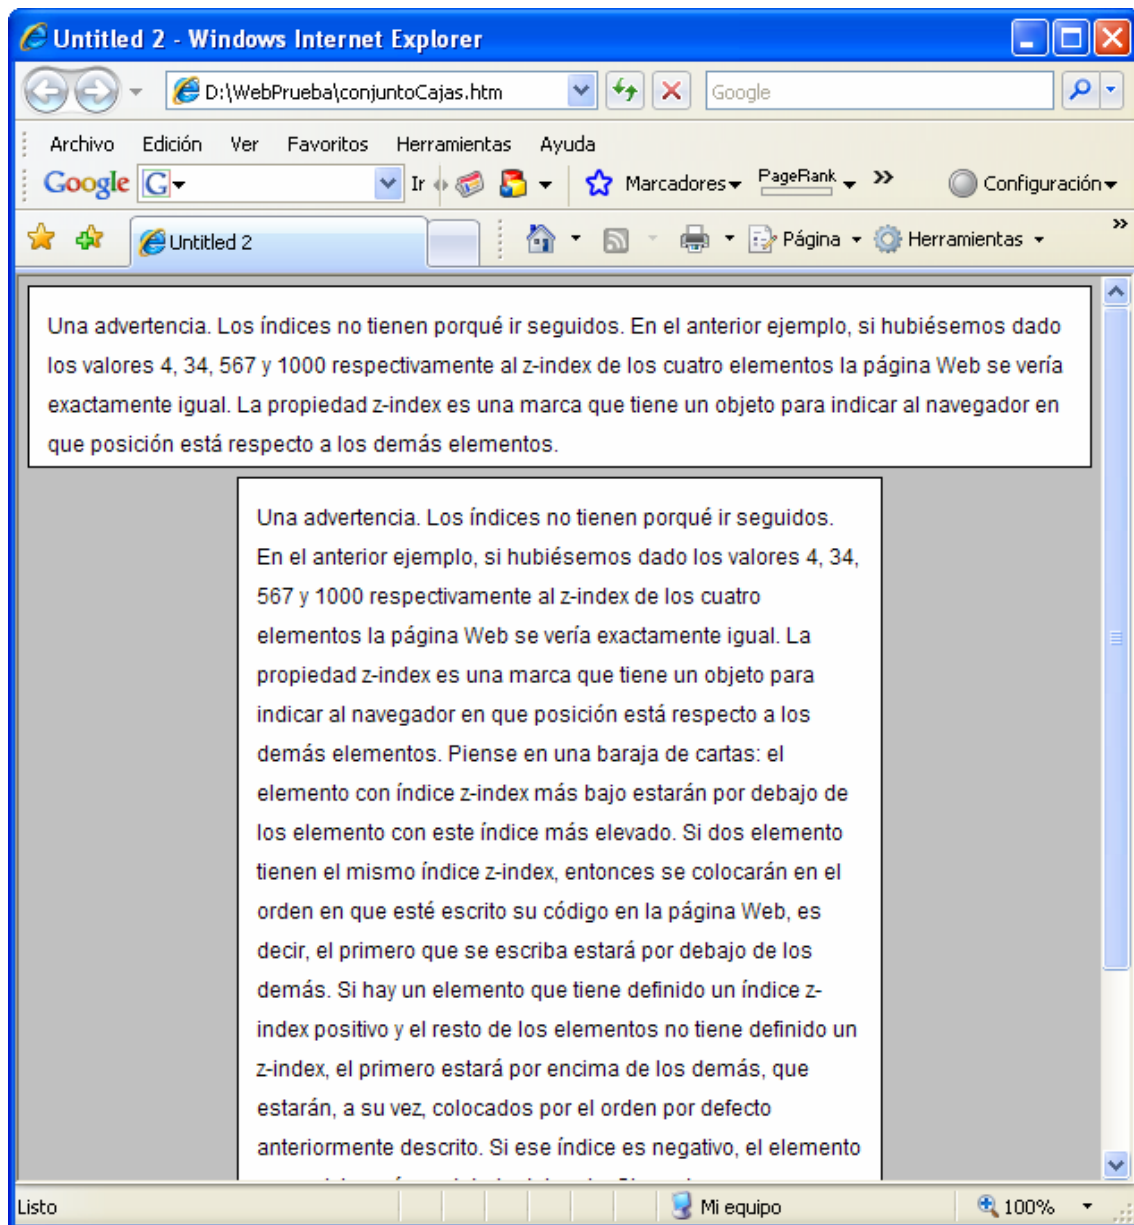 Untitled 2 - Windows Internet Explorer
D:\WebPrueba\conjuntoCajas.htm
Google
Archivo Edición Ver Favoritos Herramientas Ayuda
Google G Ir Marcadores PageRank >> Configuración
Untitled 2 Página Herramientas >>
Una advertencia. Los índices no tienen porqué ir seguidos. En el anterior ejemplo, si hubiésemos dado
los valores 4, 34, 567 y 1000 respectivamente al z-index de los cuatro elementos la página Web se vería
exactamente igual. La propiedad z-index es una marca que tiene un objeto para indicar al navegador en
que posición está respecto a los demás elementos.
Una advertencia. Los índices no tienen porqué ir seguidos.
En el anterior ejemplo, si hubiésemos dado los valores 4, 34,
567 y 1000 respectivamente al z-index de los cuatro
elementos la página Web se vería exactamente igual. La
propiedad z-index es una marca que tiene un objeto para
indicar al navegador en que posición está respecto a los
demás elementos. Piense en una baraja de cartas: el
elemento con índice z-index más bajo estarán por debajo de
los elemento con este índice más elevado. Si dos elemento
tienen el mismo índice z-index, entonces se colocarán en el
orden en que esté escrito su código en la página Web, es
decir, el primero que se escriba estará por debajo de los
demás. Si hay un elemento que tiene definido un índice z-
index positivo y el resto de los elementos no tiene definido un
z-index, el primero estará por encima de los demás, que
estarán, a su vez, colocados por el orden por defecto
anteriormente descrito. Si ese índice es negativo, el elemento
Listo Mi equipo 100%